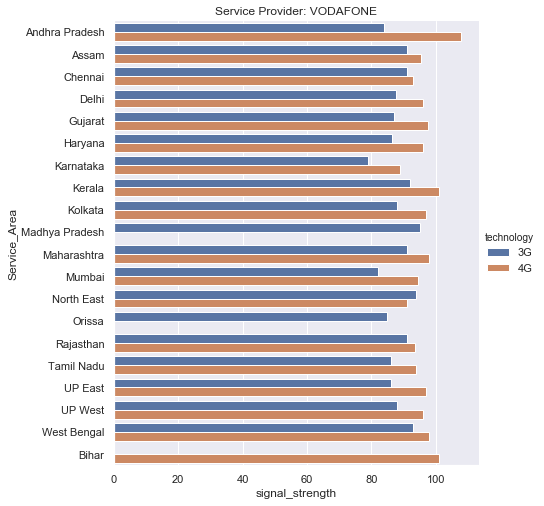 Service Provider: VODAFONE
Andhra Pradesh
Assam
Chennai
Delhi
Gujarat
Haryana
Karnataka
Kerala
Kolkata
Madhya Pradesh
Maharashtra
Mumbai
North East
Orissa
Rajasthan
Tamil Nadu
UP East
UP West
West Bengal
Bihar
Service_Area
0 20 40 60 80 100
signal_strength
technology
3G
4G